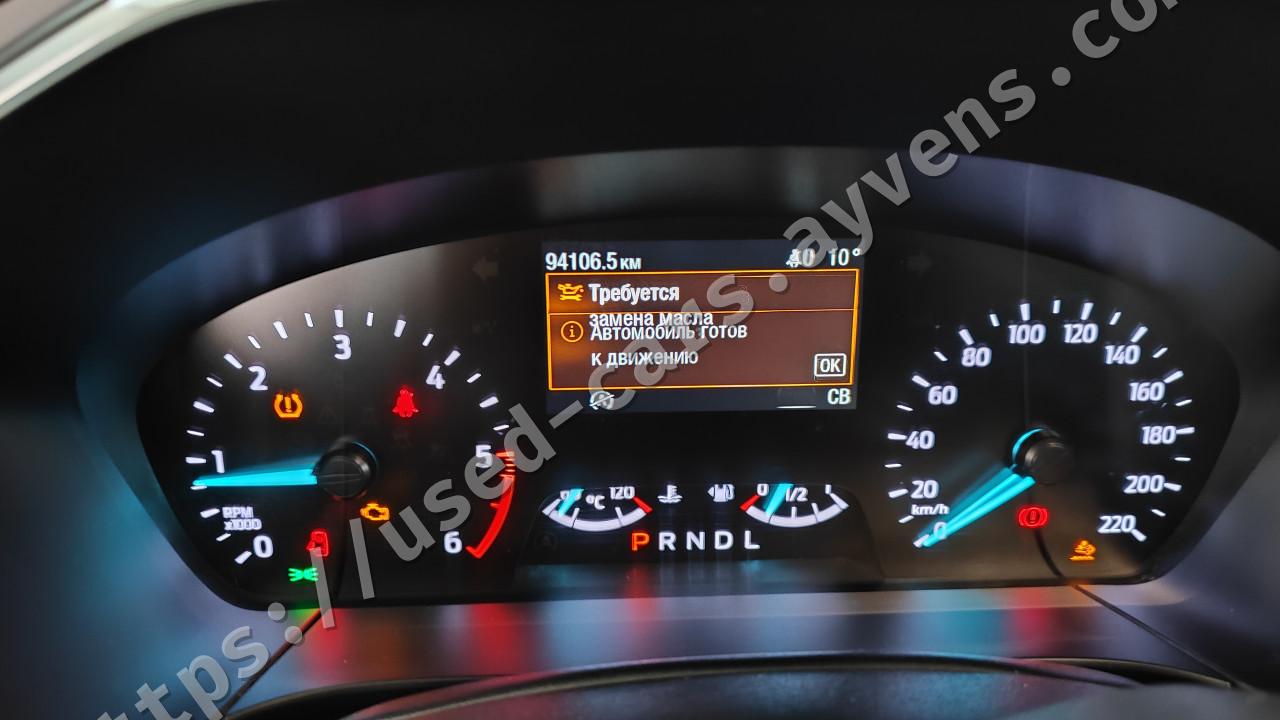 94106.5 км
10°
Требуется
замена масла
Автомобиль готов
к движению
OK
СВ
0 1 2 3 4 5 6
RPM
x1000
°C 120
0 1/2 1
P R N D L
0 20 40 60 80 100 120 140 160 180 200 220
km/h
https://used-cars.ayvens.co